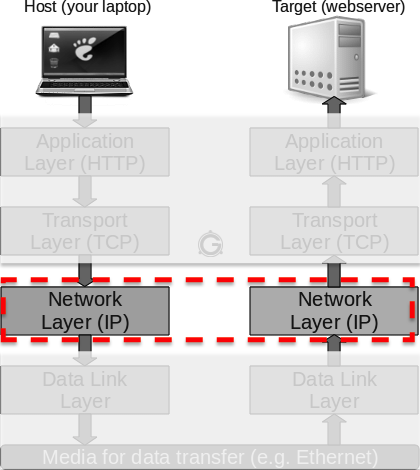 Host (your laptop)
Target (webserver)
Application
Layer (HTTP)
Application
Layer (HTTP)
Transport
Layer (TCP)
Transport
Layer (TCP)
Network
Layer (IP)
Network
Layer (IP)
Data Link
Layer
Data Link
Layer
Media for data transfer (e.g. Ethernet)